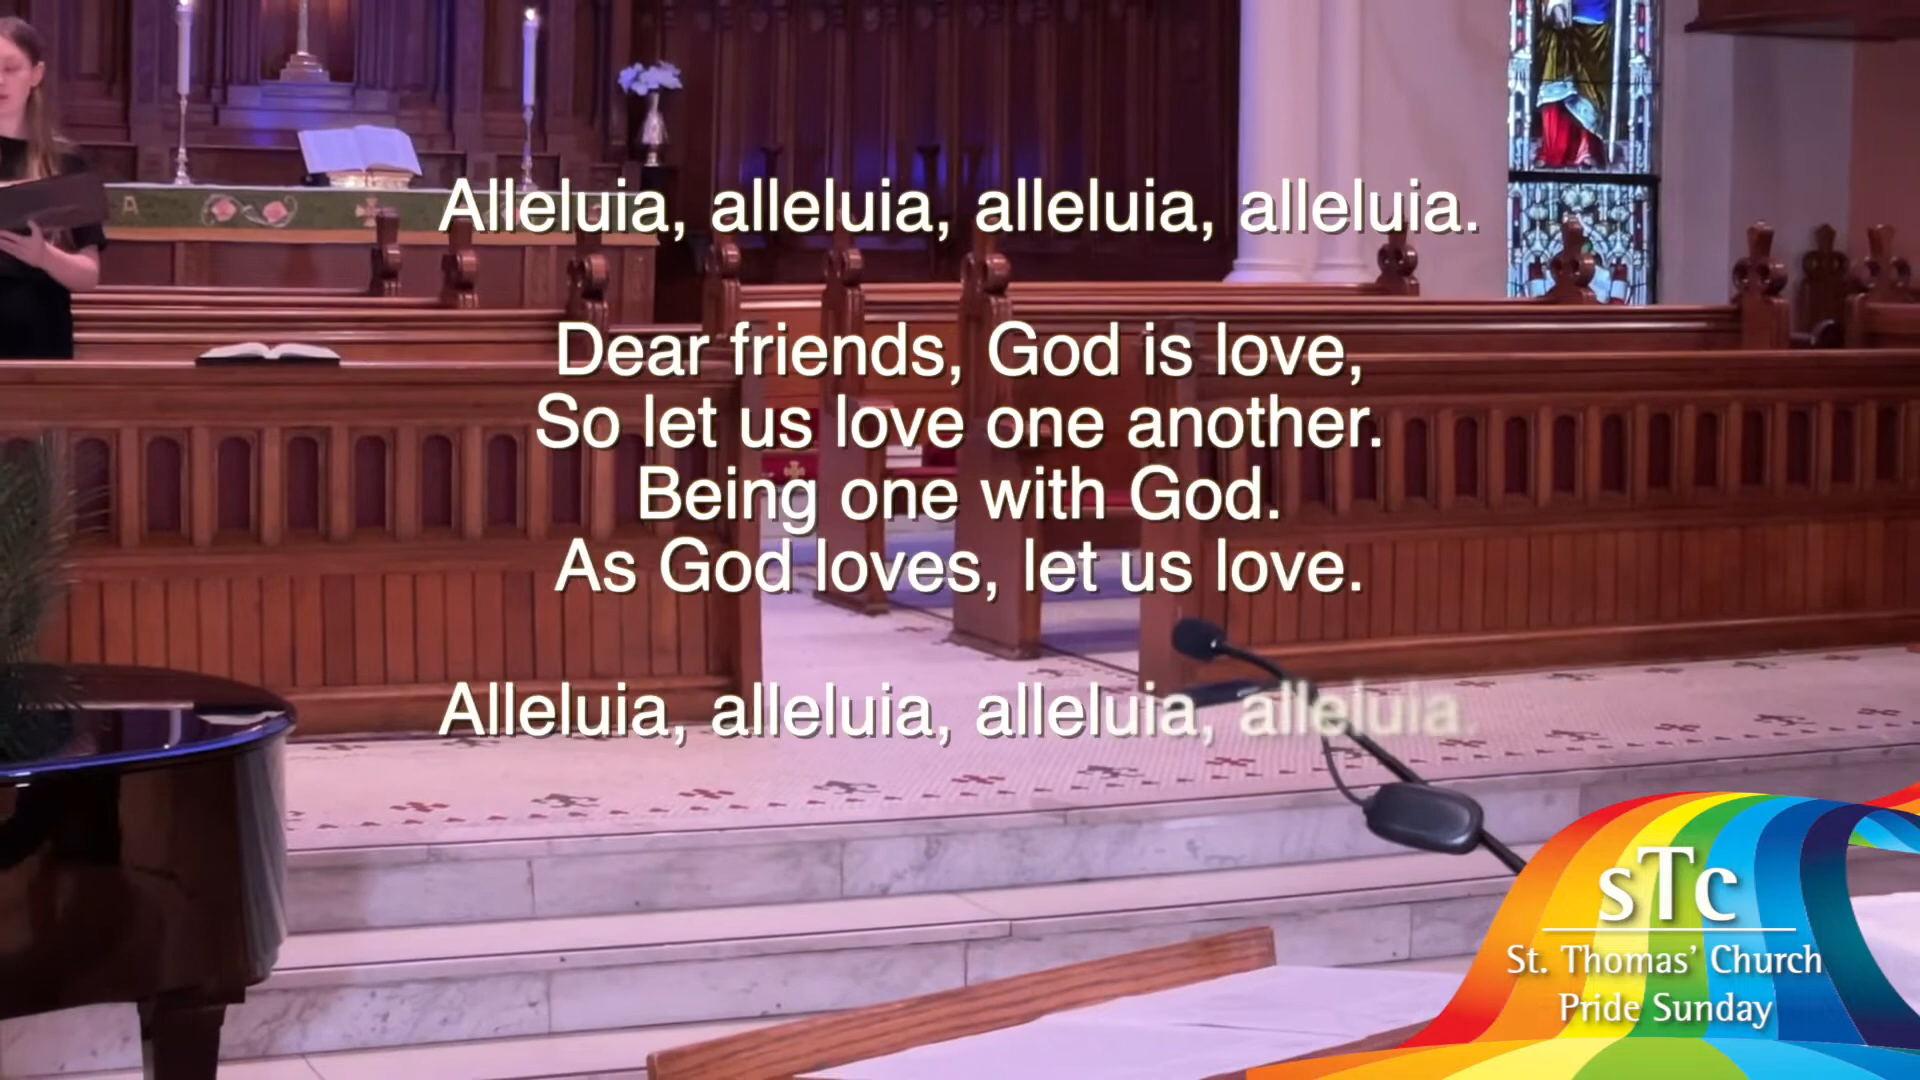 Alleluia, alleluia, alleluia, alleluia.
Dear friends, God is love,
So let us love one another.
Being one with God.
As God loves, let us love.
Alleluia, alleluia, alleluia, alleluia.
sTc
St. Thomas' Church
Pride Sunday